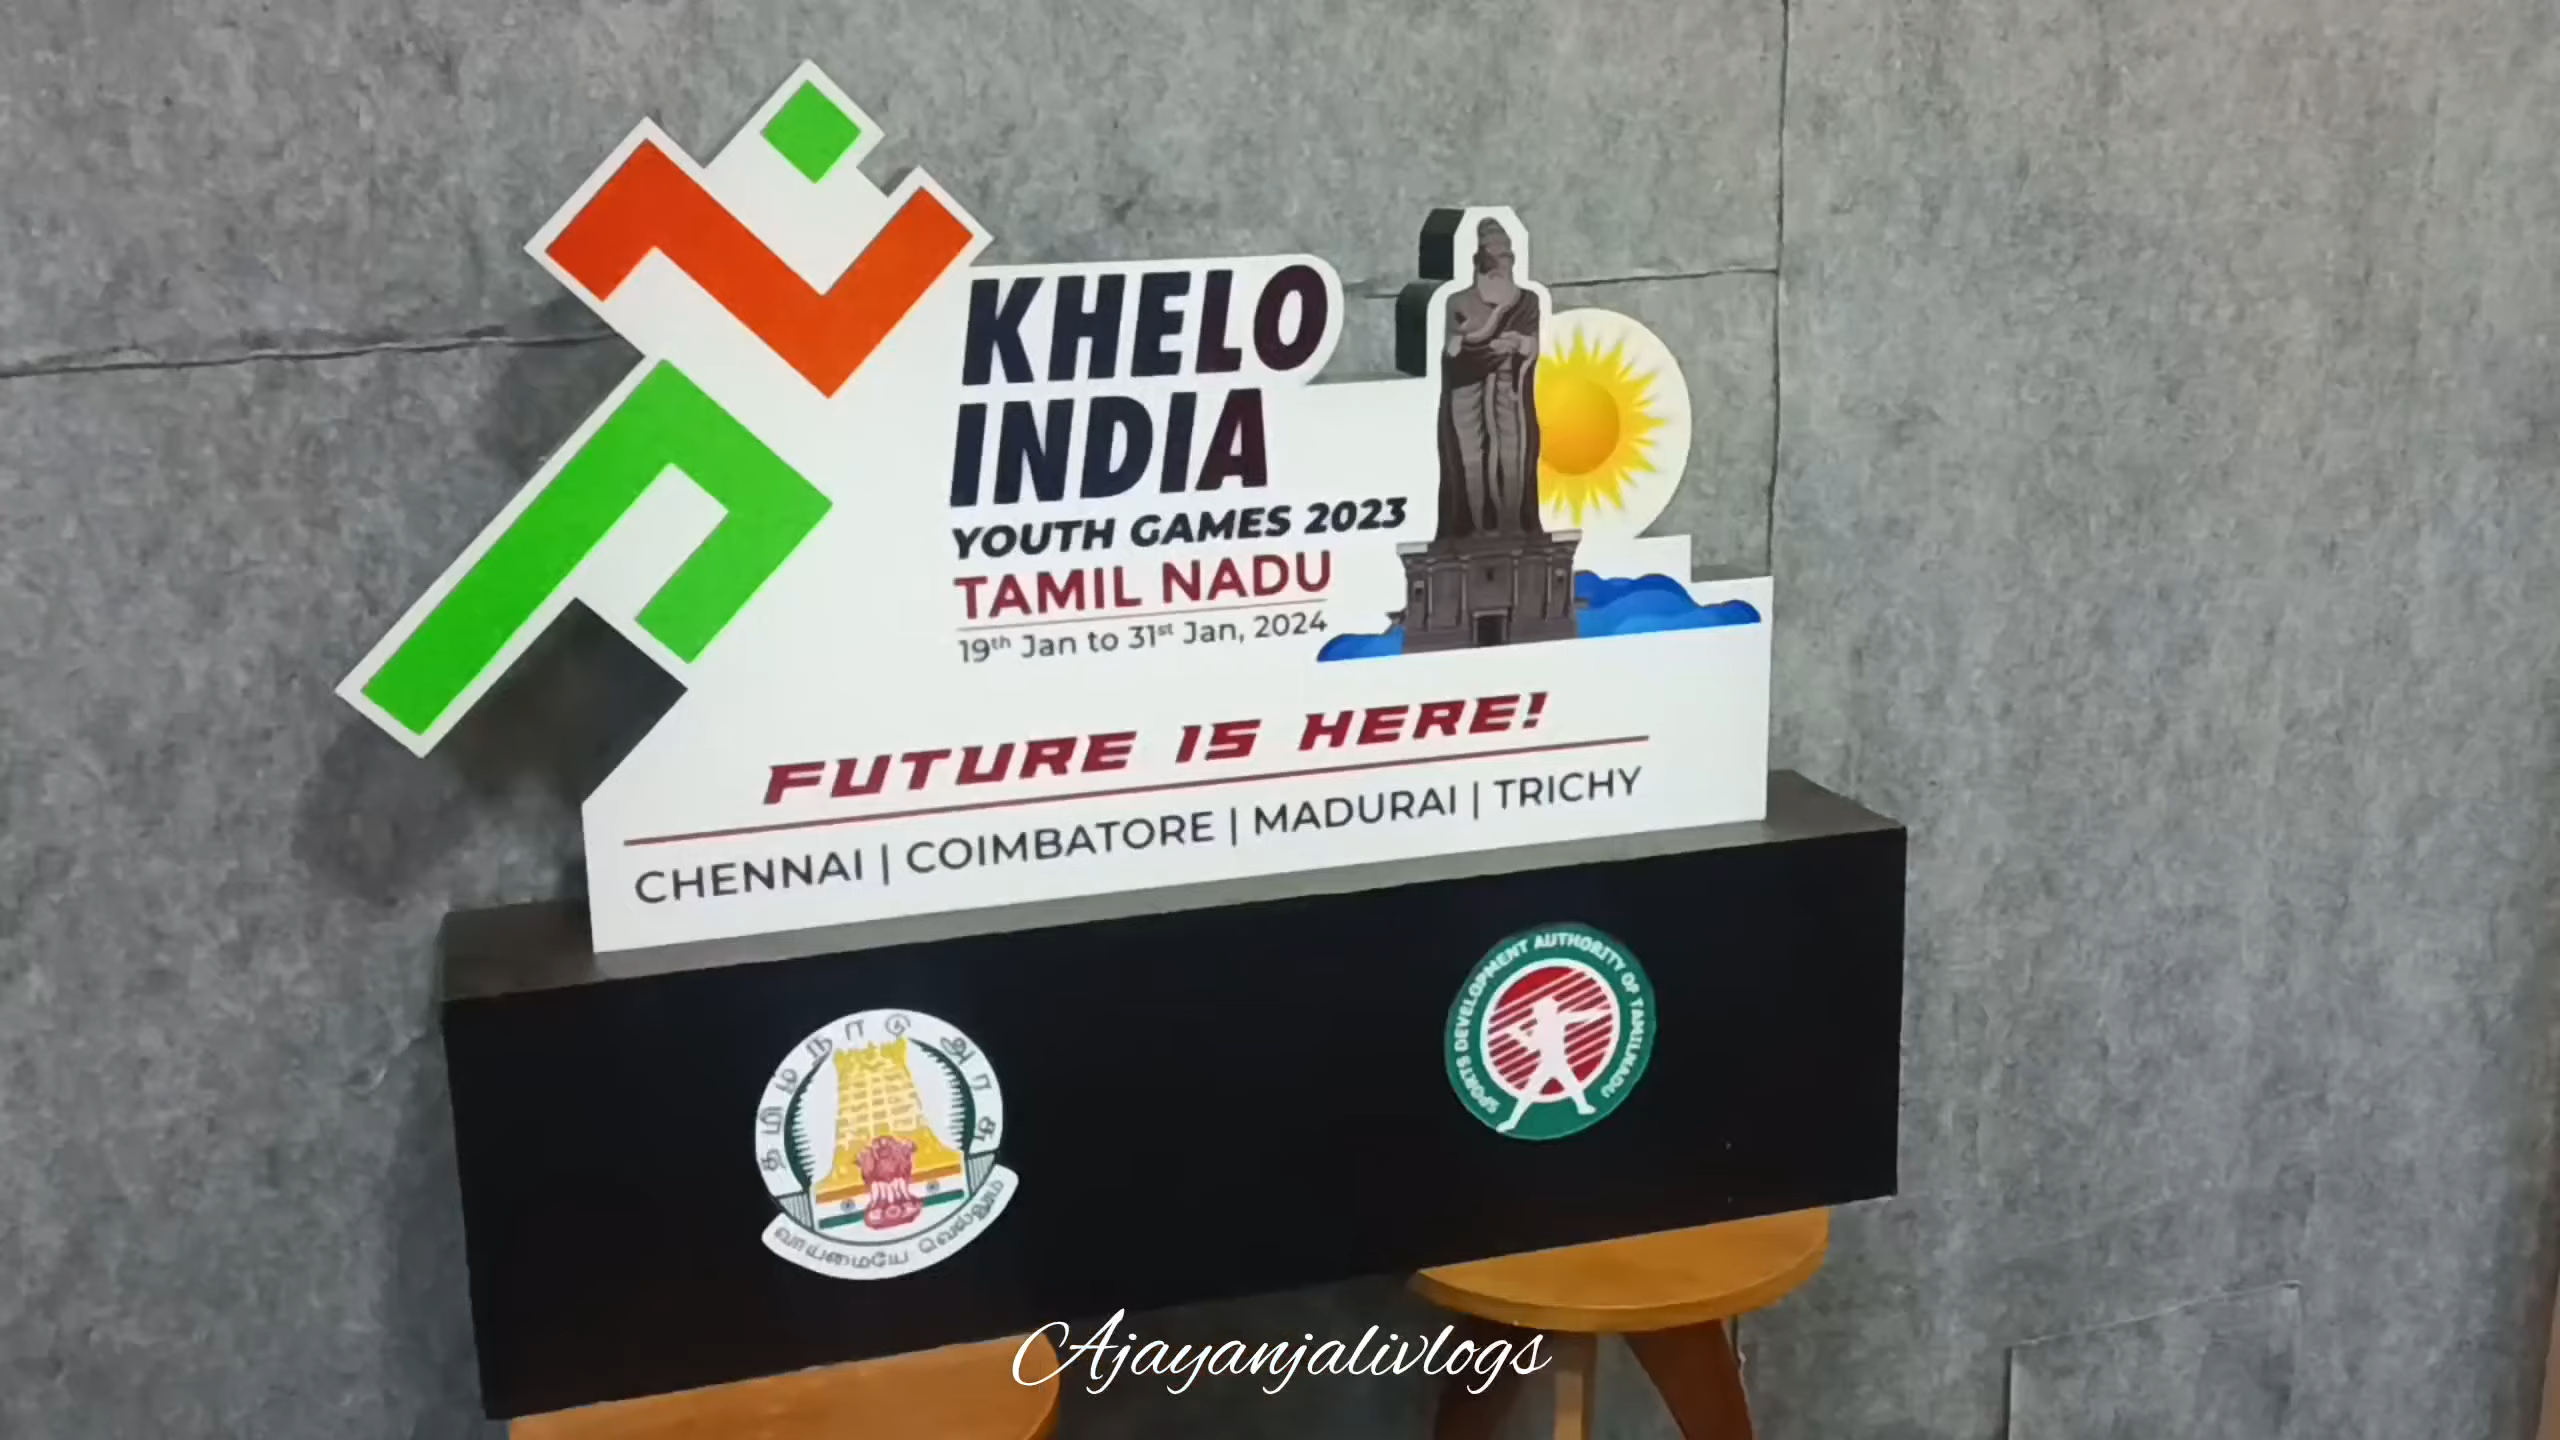 KHELO
INDIA
YOUTH GAMES 2023
TAMIL NADU
19th Jan to 31st Jan, 2024
FUTURE IS HERE!
CHENNAI | COIMBATORE | MADURAI | TRICHY
தமிழ்நாடு அரசு
வாய்மையே வெல்லும்
SPORTS DEVELOPMENT AUTHORITY OF TAMILNADU
Ajayanjalivlogs